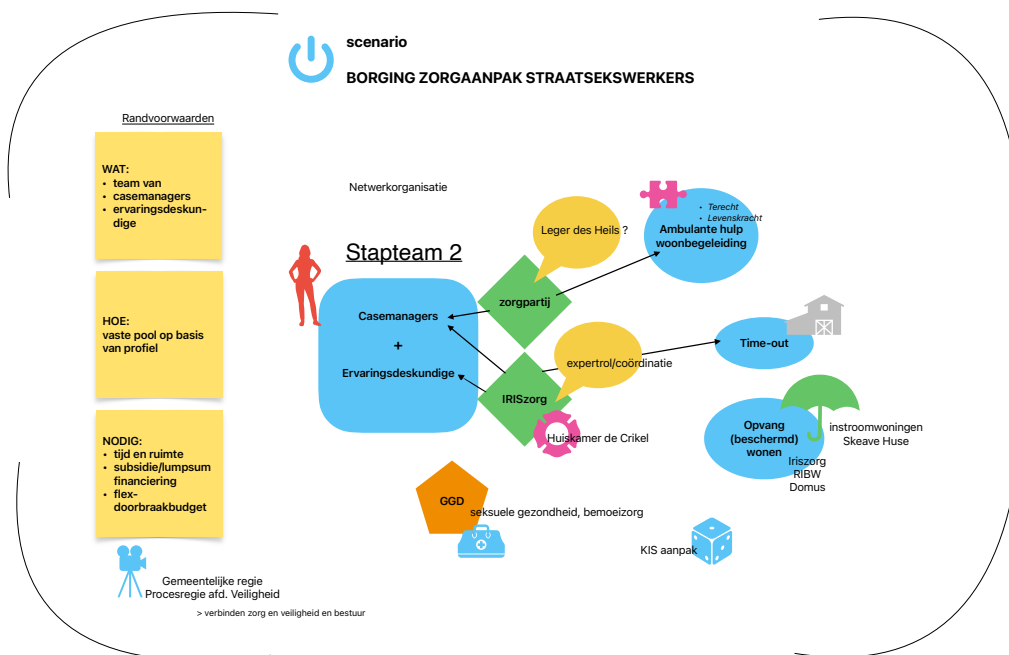 scenario
BORGING ZORGAANPAK STRAATSEKSWERKERS
Randvoorwaarden
WAT:
• team van
• casemanagers
• ervaringsdeskun-
dige
HOE:
vaste pool op basis
van profiel
NODIG:
• tijd en ruimte
• subsidie/lumpsum
financiering
• flex-
doorbraakbudget
Netwerkorganisatie
Stapteam 2
Casemanagers
+
Ervaringsdeskundige
Leger des Heils ?
zorgpartij
• Terecht
• Levenskracht
Ambulante hulp
woonbegeleiding
expertrol/coördinatie
IRISzorg
Huiskamer de Crikel
Time-out
Opvang
(beschermd)
wonen
instroomwoningen
Skeave Huse
Iriszorg
RIBW
Domus
GGD
seksuele gezondheid, bemoeizorg
KIS aanpak
Gemeentelijke regie
Procesregie afd. Veiligheid
> verbinden zorg en veiligheid en bestuur